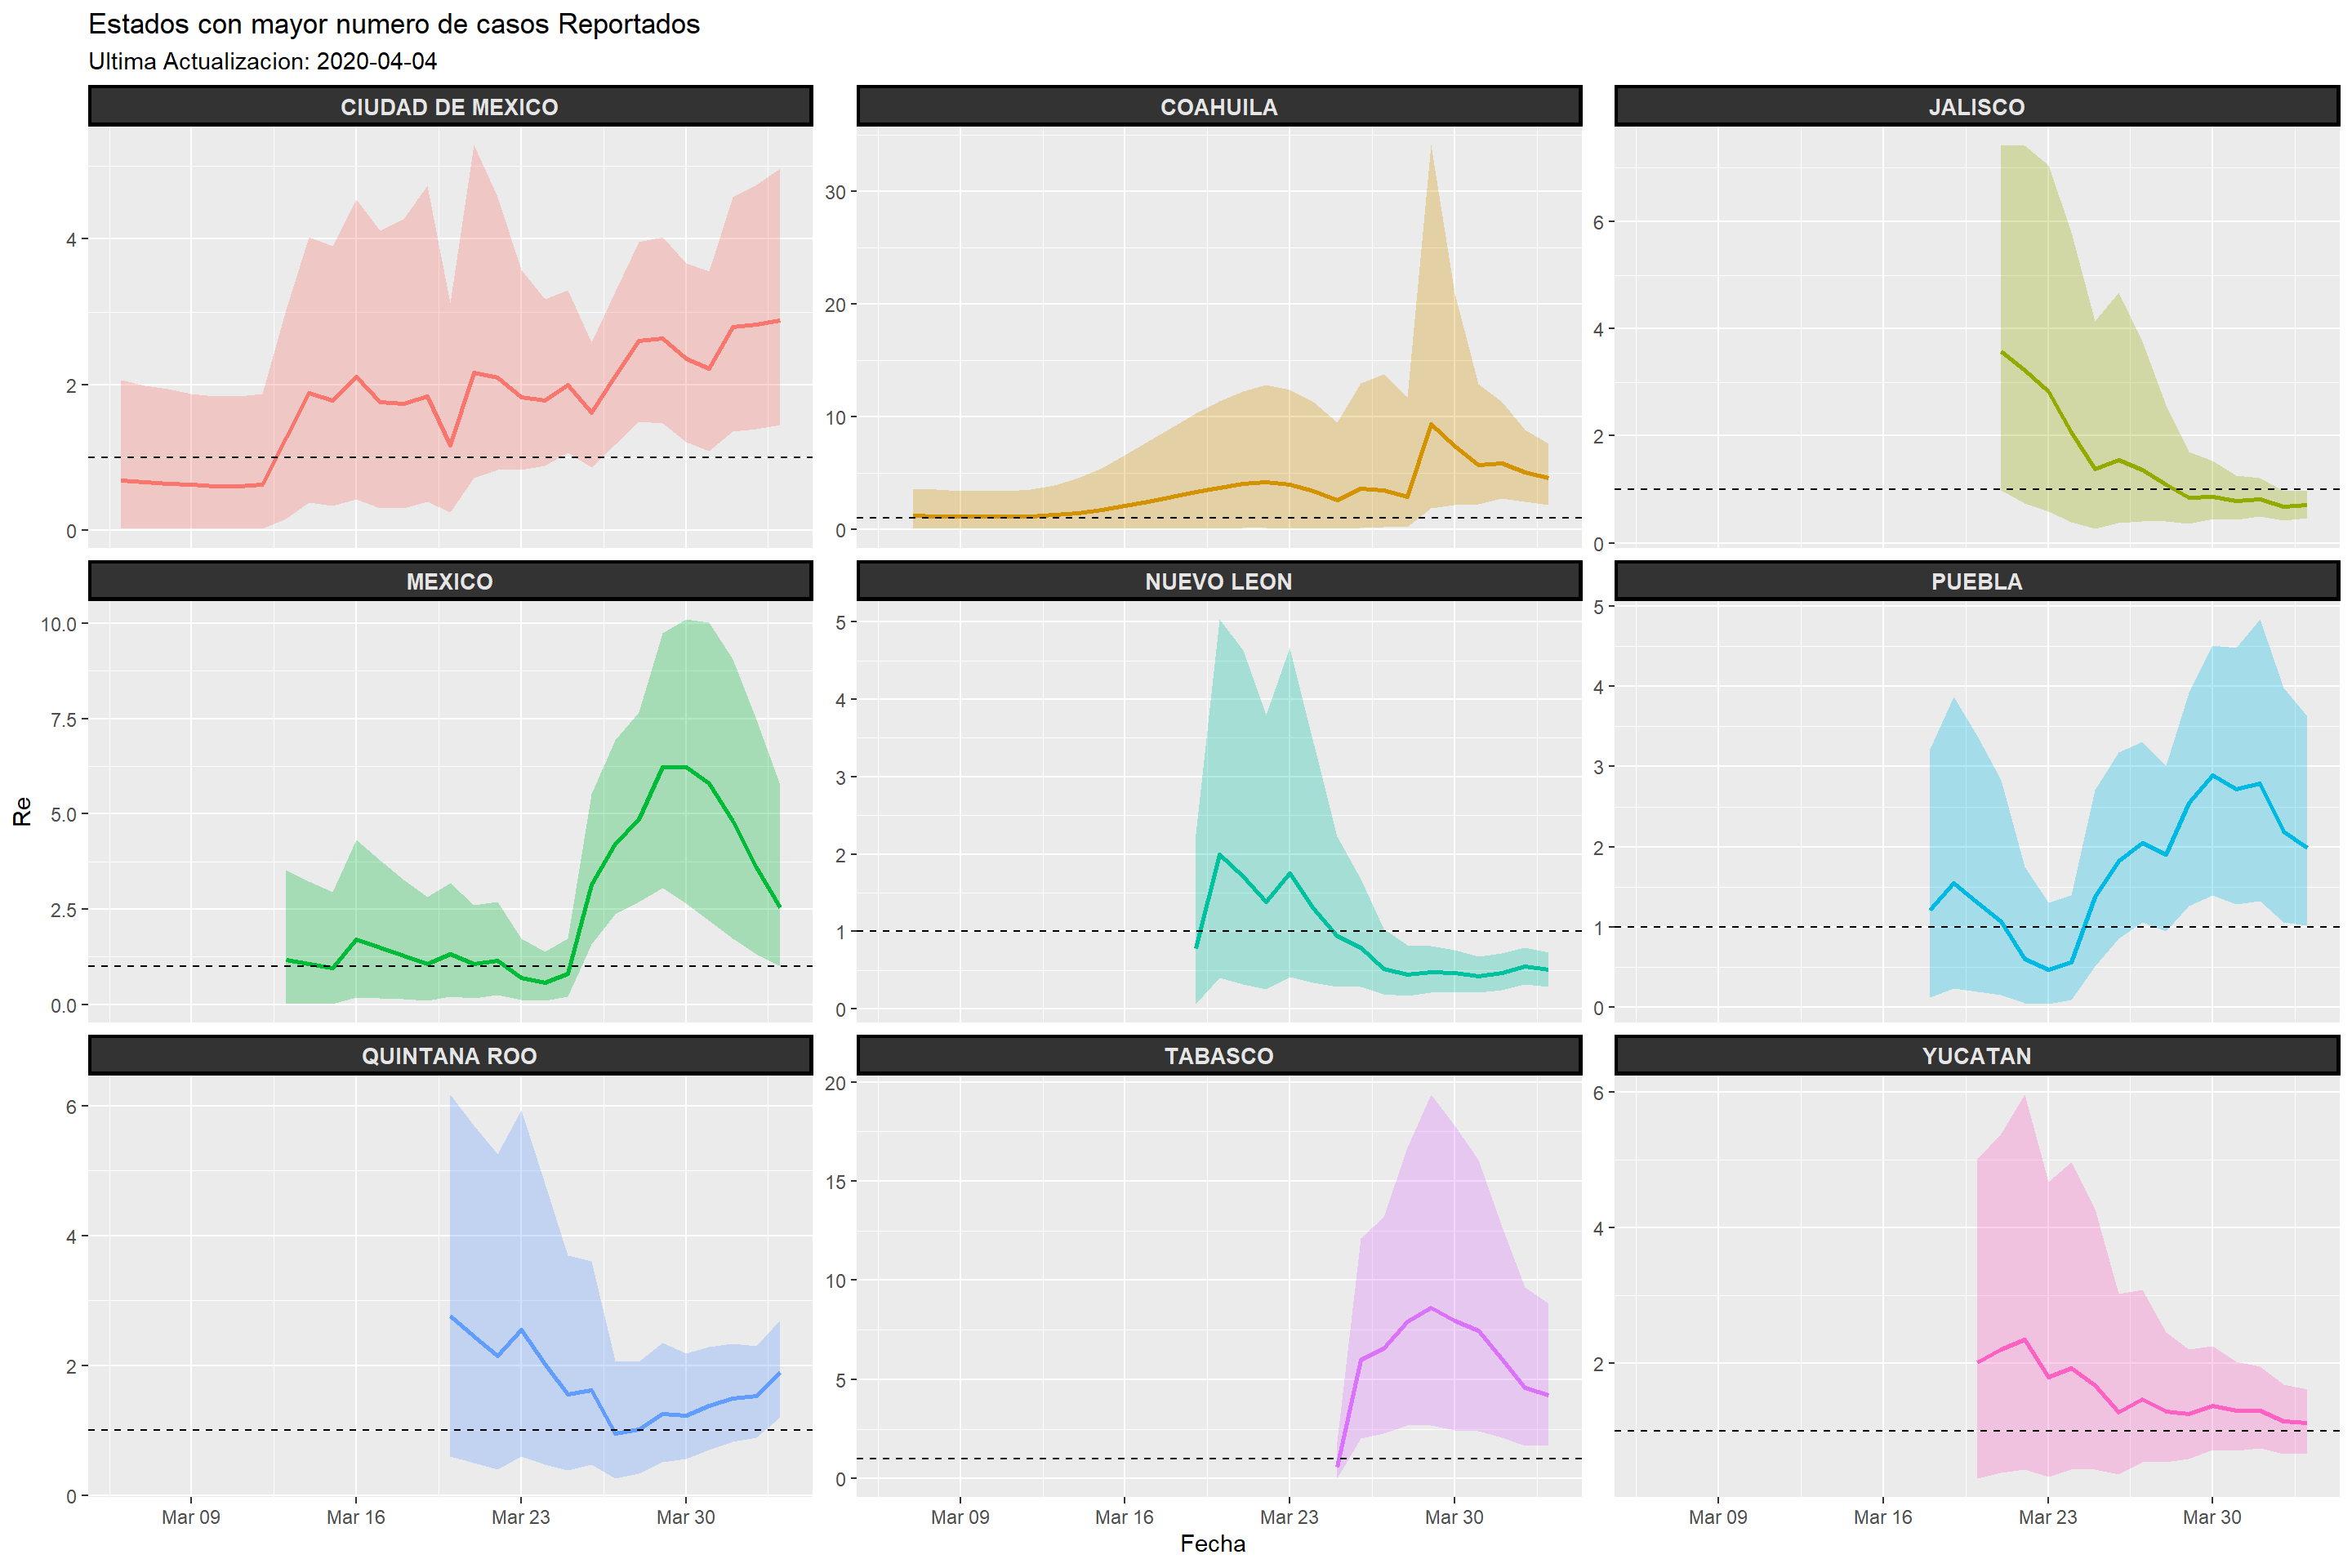 Estados con mayor numero de casos Reportados
Ultima Actualizacion: 2020-04-04
CIUDAD DE MEXICO
COAHUILA
JALISCO
4
2
0
30
20
10
0
6
4
2
0
MEXICO
NUEVO LEON
PUEBLA
Re
10.0
7.5
5.0
2.5
0.0
5
4
3
2
1
0
5
4
3
2
1
0
QUINTANA ROO
TABASCO
YUCATAN
6
4
2
0
20
15
10
5
0
6
4
2
Mar 09 Mar 16 Mar 23 Mar 30
Mar 09 Mar 16 Mar 23 Mar 30
Mar 09 Mar 16 Mar 23 Mar 30
Fecha